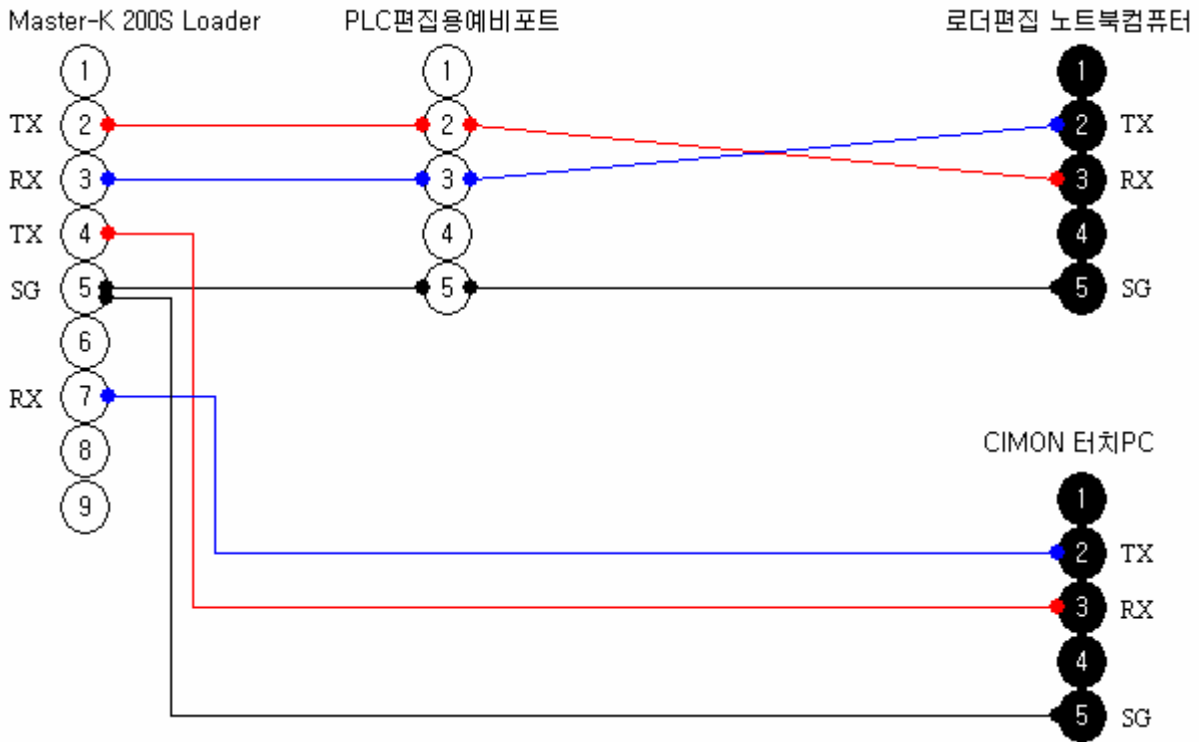 Master-K 200S Loader
PLC편집용예비포트
로더편집 노트북컴퓨터
1 1 1
TX 2 2 2 TX
RX 3 3 3 RX
TX 4 4 4
SG 5 5 5 SG
6
RX 7
8
9
CIMON 터치PC
1
2 TX
3 RX
4
5 SG